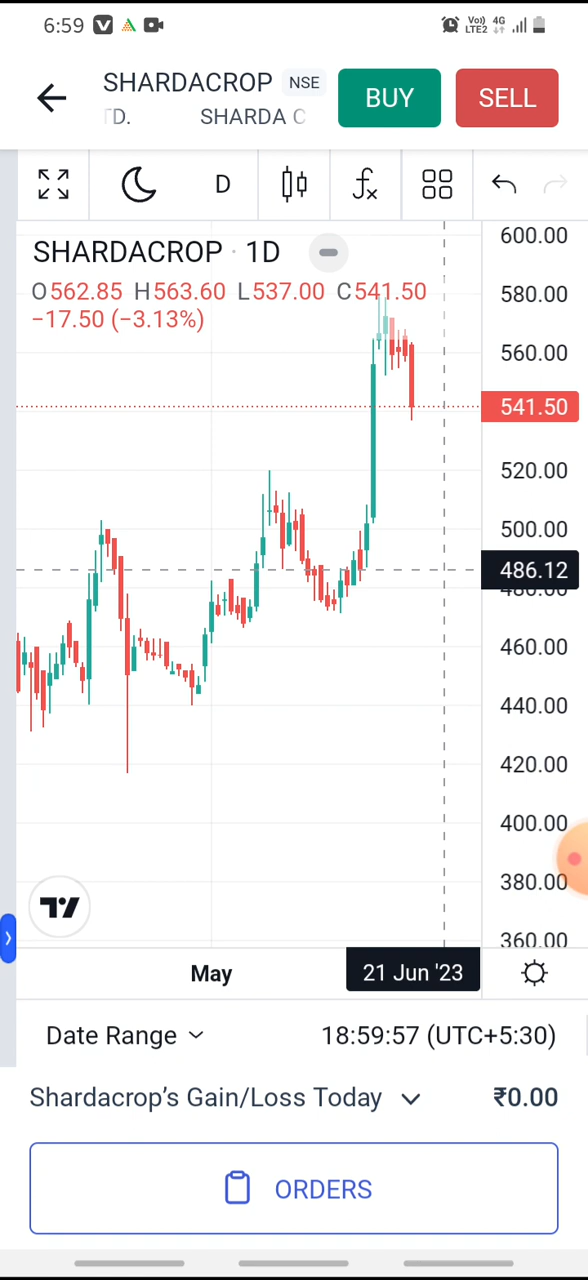 6:59 Vo) 4G LTE2
SHARDACROP NSE
TD. SHARDA C
BUY
SELL
D
SHARDACROP · 1D
O562.85 H563.60 L537.00 C541.50
−17.50 (−3.13%)
600.00
580.00
560.00
541.50
520.00
500.00
486.12
480.00
460.00
440.00
420.00
400.00
380.00
360.00
May
21 Jun '23
Date Range
18:59:57 (UTC+5:30)
Shardacrop's Gain/Loss Today
₹0.00
ORDERS